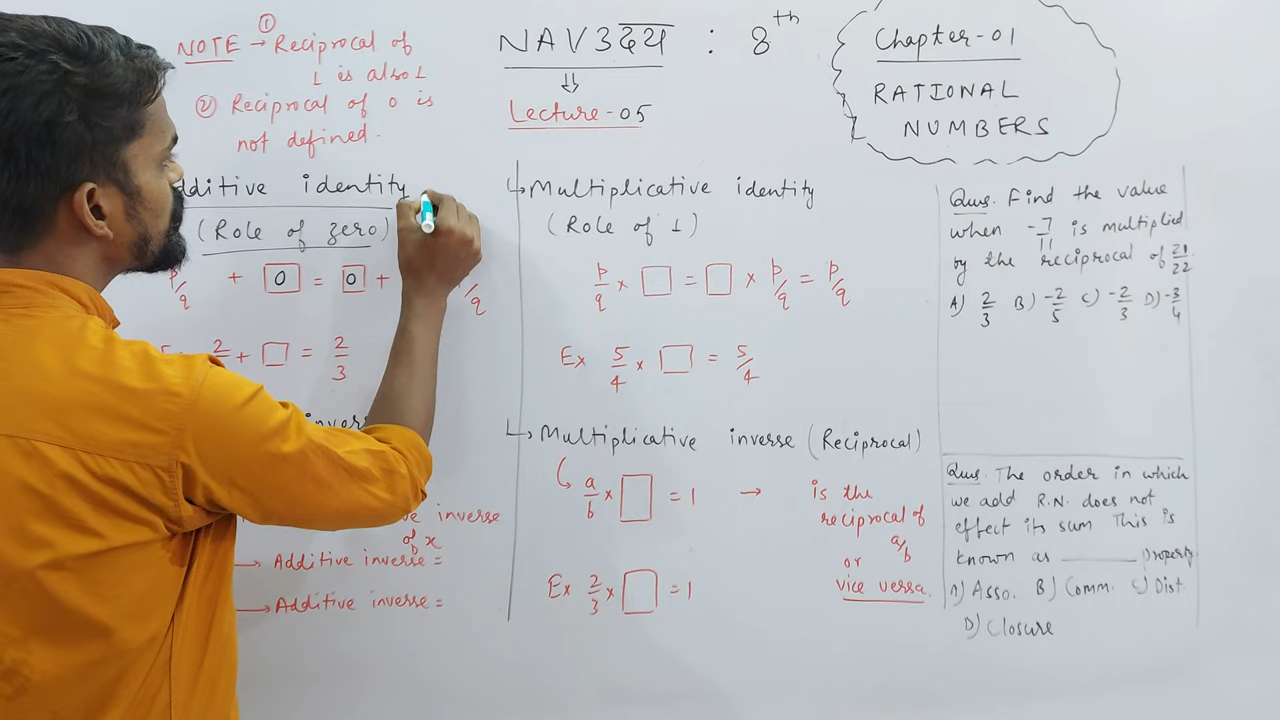 NOTE → ① Reciprocal of
1 is also 1
② Reciprocal of 0 is
not defined.
NAV3द4य : 8th
⇓
Lecture-05
Chapter-01
RATIONAL
NUMBERS
dditive identity
(Role of zero)
p/q + 0 = 0 + /q
2 + □ = 2/3
invers
ve inverse
of x
→ Additive inverse =
→ Additive inverse =
↳ Multiplicative identity
(Role of 1)
p/q × □ = □ × p/q = p/q
Ex 5/4 × □ = 5/4
↳ Multiplicative inverse (Reciprocal)
a/b × □ = 1 → is the
reciprocal of
a/b
or
vice versa.
Ex 2/3 × □ = 1
Ques. Find the value
when -7/11 is multiplied
by the reciprocal of 21/22.
A) 2/3 B) -2/5 C) -2/3 D) -3/4
Ques. The order in which
we add R.N. does not
effect its sum This is
known as ______ property
A) Asso. B) Comm. C) Dist.
D) Closure